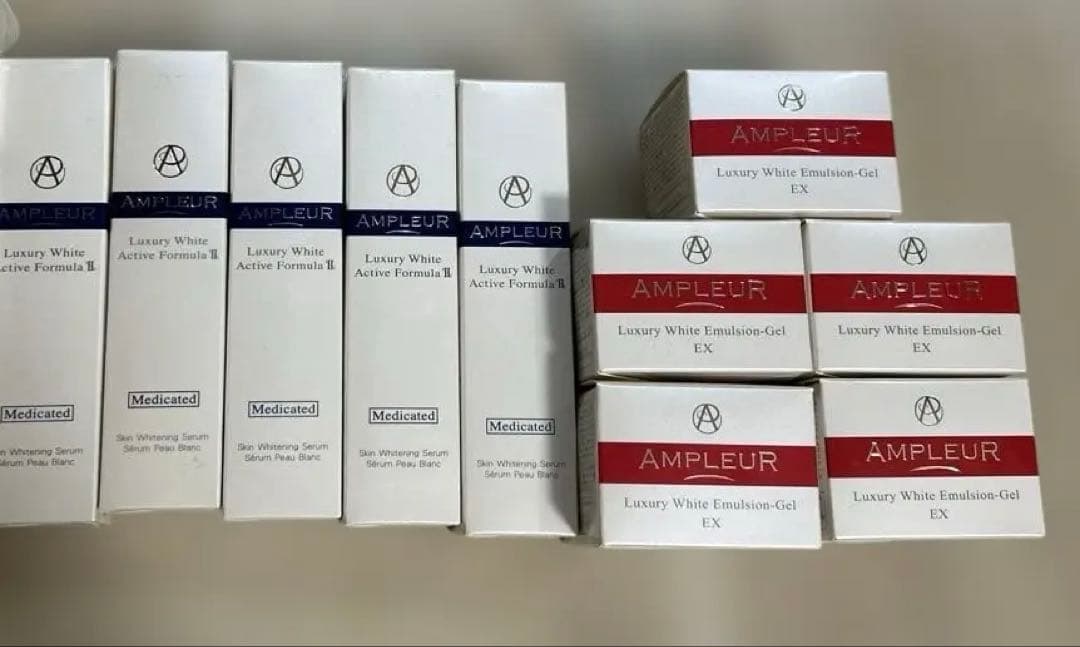 AMPLEUR
Luxury White
ctive Formula II
Medicated
n Whitening Serum
érum Peau Blanc
AMPLEUR
Luxury White
Active Formula II
Medicated
Skin Whitening Serum
Sérum Peau Blanc
AMPLEUR
Luxury White
Active Formula II
Medicated
Skin Whitening Serum
Sérum Peau Blanc
AMPLEUR
Luxury White
Active Formula II
Medicated
Skin Whitening Serum
Sérum Peau Blanc
AMPLEUR
Luxury White
Active Formula II
Medicated
Skin Whitening Serum
Sérum Peau Blanc
AMPLEUR
Luxury White Emulsion-Gel
EX
AMPLEUR
Luxury White Emulsion-Gel
EX
AMPLEUR
Luxury White Emulsion-Gel
EX
AMPLEUR
Luxury White Emulsion-Gel
EX
AMPLEUR
Luxury White Emulsion-Gel
EX